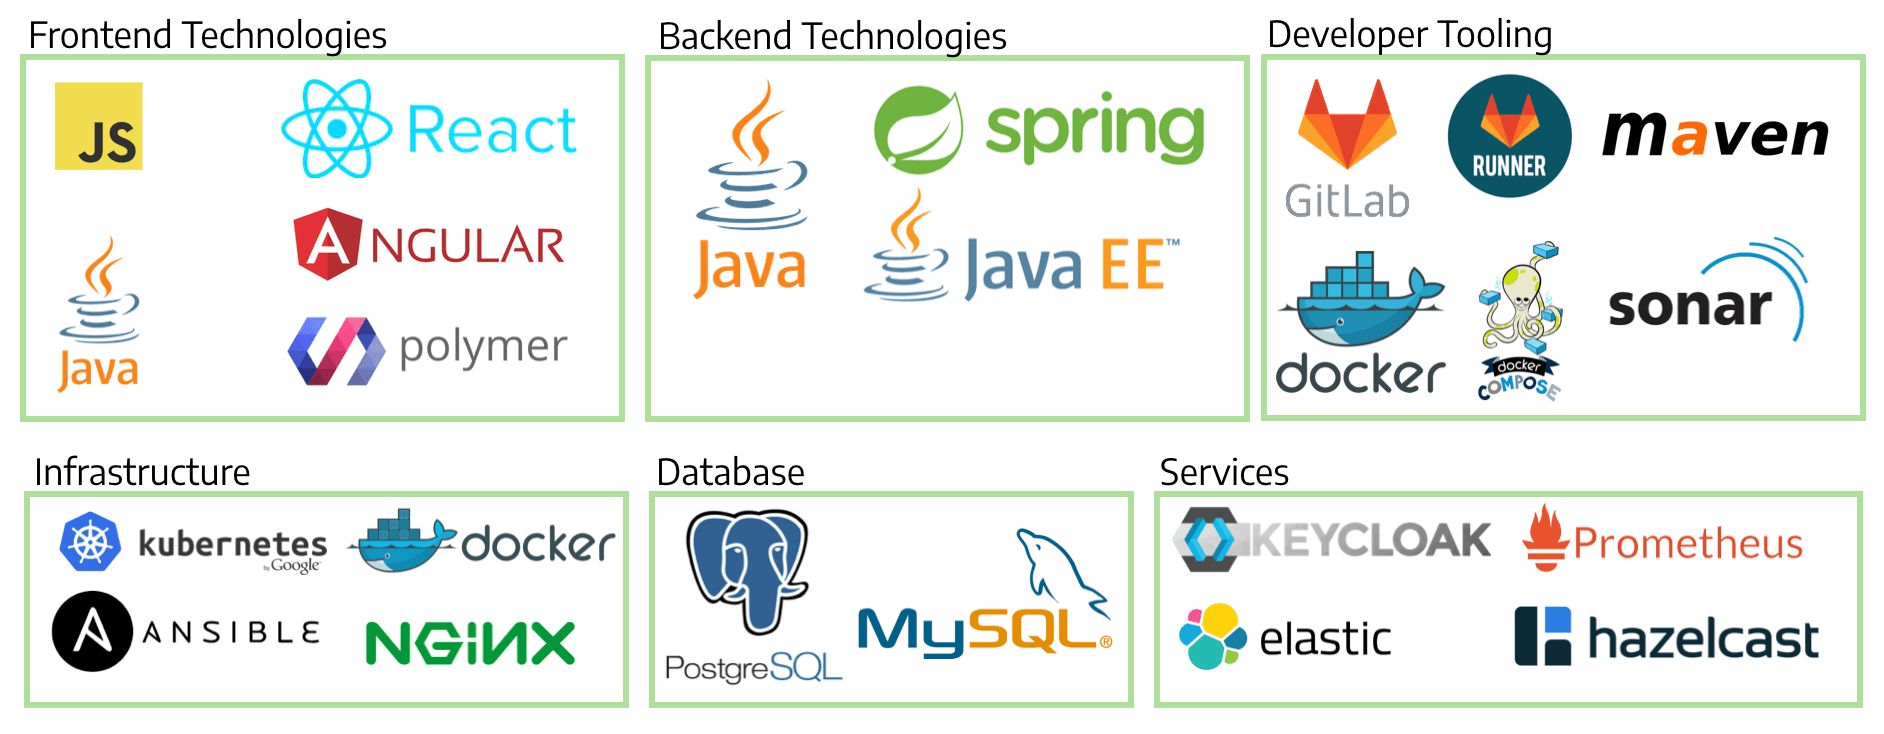 Frontend Technologies
JS
React
ANGULAR
Java
polymer
Backend Technologies
Java
spring
Java EE™
Developer Tooling
GitLab
RUNNER
maven
docker
docker
COMPOSE
sonar
Infrastructure
kubernetes
by Google™
docker
ANSIBLE
NGiNX
Database
PostgreSQL
MySQL®
Services
KEYCLOAK
Prometheus
elastic
hazelcast